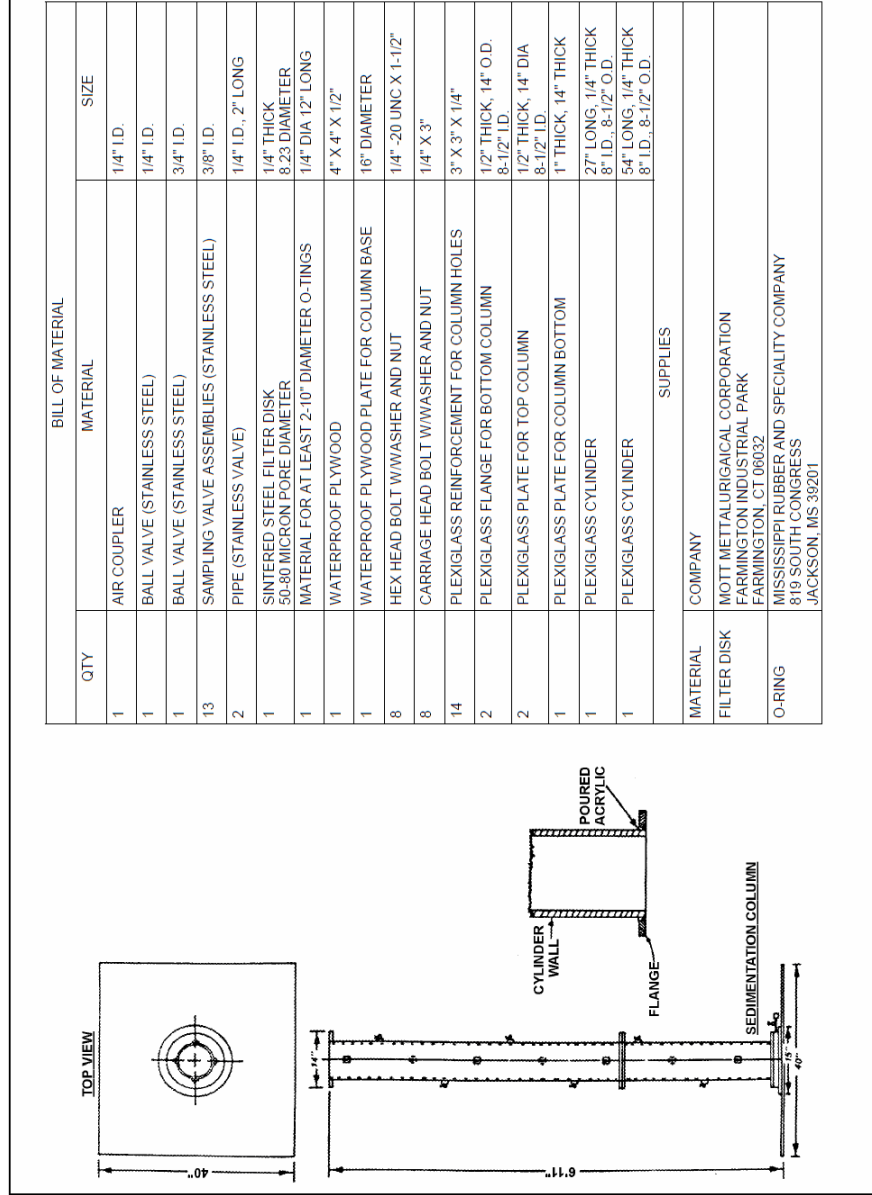 BILL OF MATERIAL
QTY MATERIAL SIZE
1 AIR COUPLER 1/4" I.D.
1 BALL VALVE (STAINLESS STEEL) 1/4" I.D.
1 BALL VALVE (STAINLESS STEEL) 3/4" I.D.
13 SAMPLING VALVE ASSEMBLIES (STAINLESS STEEL) 3/8" I.D.
2 PIPE (STAINLESS VALVE) 1/4" I.D., 2" LONG
1 SINTERED STEEL FILTER DISK 1/4" THICK
50-80 MICRON PORE DIAMETER 8.23 DIAMETER
1 MATERIAL FOR AT LEAST 2-10" DIAMETER O-TINGS 1/4" DIA 12" LONG
1 WATERPROOF PLYWOOD 4" X 4" X 1/2"
1 WATERPROOF PLYWOOD PLATE FOR COLUMN BASE 16" DIAMETER
8 HEX HEAD BOLT W/WASHER AND NUT 1/4" -20 UNC X 1-1/2"
8 CARRIAGE HEAD BOLT W/WASHER AND NUT 1/4" X 3"
14 PLEXIGLASS REINFORCEMENT FOR COLUMN HOLES 3" X 3" X 1/4"
2 PLEXIGLASS FLANGE FOR BOTTOM COLUMN 1/2" THICK, 14" O.D.
8-1/2" I.D.
2 PLEXIGLASS PLATE FOR TOP COLUMN 1/2" THICK, 14" DIA
8-1/2" I.D.
1 PLEXIGLASS PLATE FOR COLUMN BOTTOM 1" THICK, 14" THICK
1 PLEXIGLASS CYLINDER 27" LONG, 1/4" THICK
8" I.D., 8-1/2" O.D.
1 PLEXIGLASS CYLINDER 54" LONG, 1/4" THICK
8" I.D., 8-1/2" O.D.
SUPPLIES
MATERIAL COMPANY
FILTER DISK MOTT METTALURIGAICAL CORPORATION
FARMINGTON INDUSTRIAL PARK
FARMINGTON, CT 06032
O-RING MISSISSIPPI RUBBER AND SPECIALITY COMPANY
819 SOUTH CONGRESS
JACKSON, MS 39201
TOP VIEW
40"
14"
6'11"
15"
40"
CYLINDER
WALL
FLANGE
POURED
ACRYLIC
SEDIMENTATION COLUMN